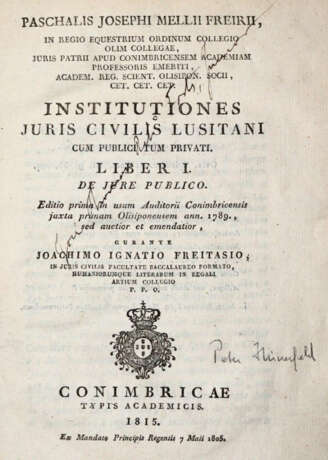 PASCHALIS JOSEPHI MELLII FREIRII,
IN REGIO EQUESTRIUM ORDINUM COLLEGIO
OLIM COLLEGAE,
JURIS PATRII APUD CONIMBRICENSEM ACADEMIAM
PROFESSORIS EMERITI,
ACADEM. REG. SCIENT. OLISIPON. SOCII,
CET. CET. CET.
INSTITUTIONES
JURIS CIVILIS LUSITANI
CUM PUBLICI TUM PRIVATI.
LIBER I.
DE JURE PUBLICO.
Editio prima in usum Auditorii Conimbricensis
juxta primam Olisiponensem ann. 1789.,
sed auctior et emendatior,
CURANTE
JOACHIMO IGNATIO FREITASIO,
IN JURIS CIVILIS FACULTATE BACCALAUREO FORMATO,
HUMANIORUMQUE LITERARUM IN REGALI
ARTIUM COLLEGIO
P. P. O.
Peter
CONIMBRICAE
TYPIS ACADEMICIS.
1815.
Ex Mandato Principis Regentis 7 Maii 1805.